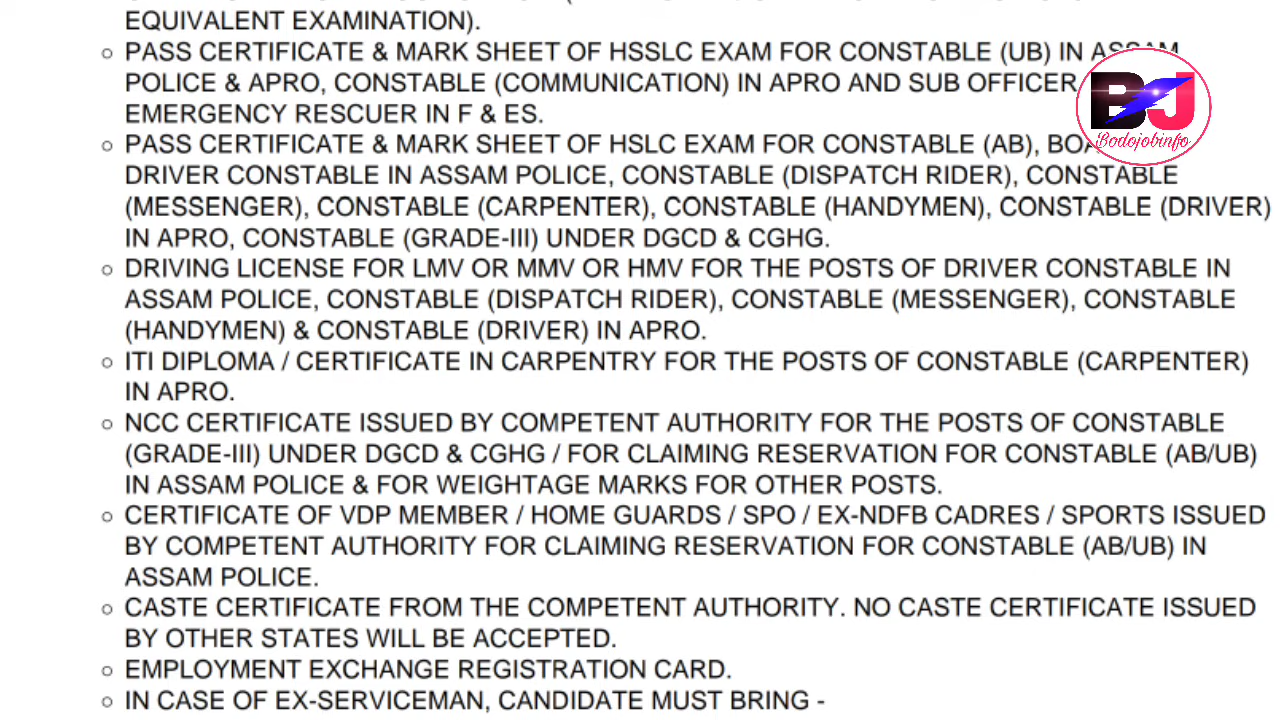 EQUIVALENT EXAMINATION).
○ PASS CERTIFICATE & MARK SHEET OF HSSLC EXAM FOR CONSTABLE (UB) IN ASSAM
POLICE & APRO, CONSTABLE (COMMUNICATION) IN APRO AND SUB OFFICER
EMERGENCY RESCUER IN F & ES.
○ PASS CERTIFICATE & MARK SHEET OF HSLC EXAM FOR CONSTABLE (AB),
DRIVER CONSTABLE IN ASSAM POLICE, CONSTABLE (DISPATCH RIDER), CONSTABLE
(MESSENGER), CONSTABLE (CARPENTER), CONSTABLE (HANDYMEN), CONSTABLE (DRIVER)
IN APRO, CONSTABLE (GRADE-III) UNDER DGCD & CGHG.
○ DRIVING LICENSE FOR LMV OR MMV OR HMV FOR THE POSTS OF DRIVER CONSTABLE IN
ASSAM POLICE, CONSTABLE (DISPATCH RIDER), CONSTABLE (MESSENGER), CONSTABLE
(HANDYMEN) & CONSTABLE (DRIVER) IN APRO.
○ ITI DIPLOMA / CERTIFICATE IN CARPENTRY FOR THE POSTS OF CONSTABLE (CARPENTER)
IN APRO.
○ NCC CERTIFICATE ISSUED BY COMPETENT AUTHORITY FOR THE POSTS OF CONSTABLE
(GRADE-III) UNDER DGCD & CGHG / FOR CLAIMING RESERVATION FOR CONSTABLE (AB/UB)
IN ASSAM POLICE & FOR WEIGHTAGE MARKS FOR OTHER POSTS.
○ CERTIFICATE OF VDP MEMBER / HOME GUARDS / SPO / EX-NDFB CADRES / SPORTS ISSUED
BY COMPETENT AUTHORITY FOR CLAIMING RESERVATION FOR CONSTABLE (AB/UB) IN
ASSAM POLICE.
○ CASTE CERTIFICATE FROM THE COMPETENT AUTHORITY. NO CASTE CERTIFICATE ISSUED
BY OTHER STATES WILL BE ACCEPTED.
○ EMPLOYMENT EXCHANGE REGISTRATION CARD.
○ IN CASE OF EX-SERVICEMAN, CANDIDATE MUST BRING -
BJ
Bodojobinfo